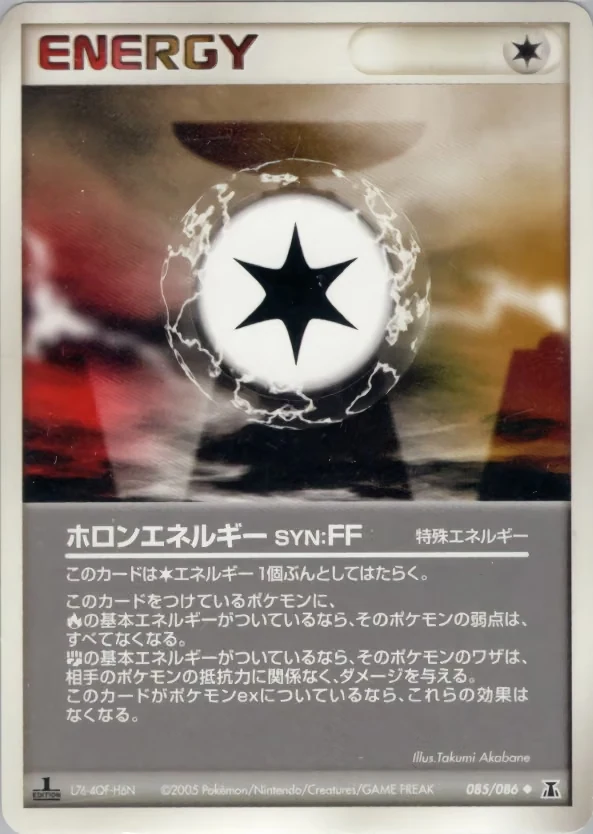 ENERGY
ホロンエネルギー SYN:FF 特殊エネルギー
このカードは✶エネルギー1個ぶんとしてはたらく。
このカードをつけているポケモンに、
の基本エネルギーがついているなら、そのポケモンの弱点は、
すべてなくなる。
の基本エネルギーがついているなら、そのポケモンのワザは、
相手のポケモンの抵抗力に関係なく、ダメージを与える。
このカードがポケモンexについているなら、これらの効果は
なくなる。
Illus.Takumi Akabane
1 EDITION L76-4QF-H6N ©2005 Pokémon/Nintendo/Creatures/GAME FREAK 085/086 ◆